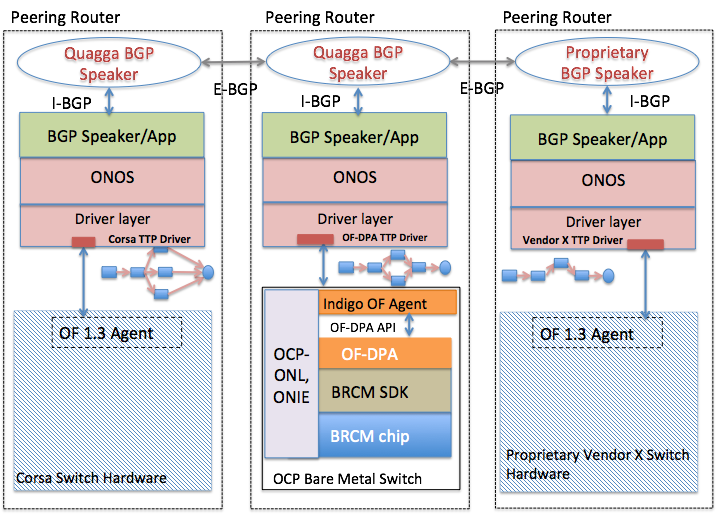 Peering Router
Peering Router
Peering Router
Quagga BGP
Speaker
Quagga BGP
Speaker
Proprietary
BGP Speaker
E-BGP
E-BGP
I-BGP
I-BGP
I-BGP
BGP Speaker/App
BGP Speaker/App
BGP Speaker/App
ONOS
ONOS
ONOS
Driver layer
Driver layer
Driver layer
Corsa TTP Driver
OF-DPA TTP Driver
Vendor X TTP Driver
OF 1.3 Agent
Corsa Switch Hardware
OCP-
ONL,
ONIE
Indigo OF Agent
OF-DPA API
OF-DPA
BRCM SDK
BRCM chip
OCP Bare Metal Switch
OF 1.3 Agent
Proprietary Vendor X Switch
Hardware